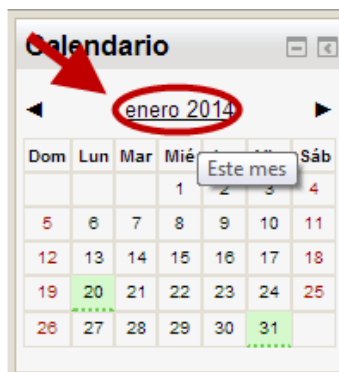 Calendario
enero 2014
Dom Lun Mar Mié Sáb
Este mes
1 2 3 4
5 6 7 8 9 10 11
12 13 14 15 16 17 18
19 20 21 22 23 24 25
26 27 28 29 30 31